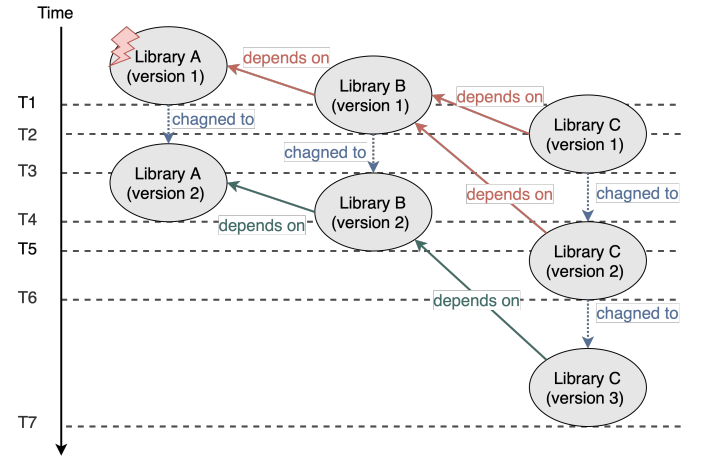 Time
Library A
(version 1)
depends on
Library B
(version 1)
depends on
T1
chagned to
Library C
(version 1)
T2
chagned to
T3
Library A
(version 2)
depends on
chagned to
Library B
(version 2)
T4
depends on
T5
Library C
(version 2)
T6
depends on
chagned to
Library C
(version 3)
T7